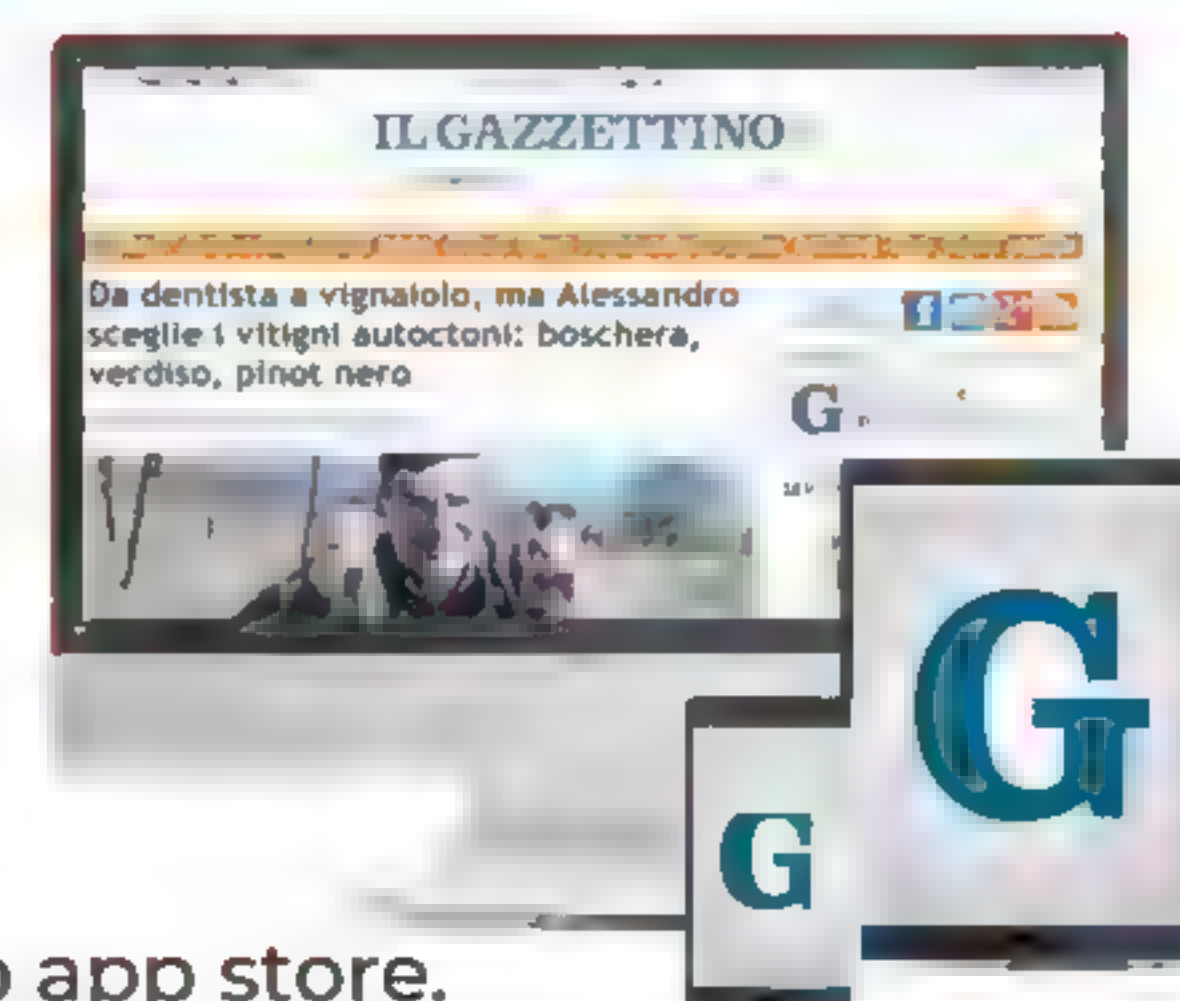 IL GAZZETTINO
Da dentista a vignaiolo, ma Alessandro
sceglie i vitigni autoctoni: boschera,
verdiso, pinot nero
f
G
G
G
app store.